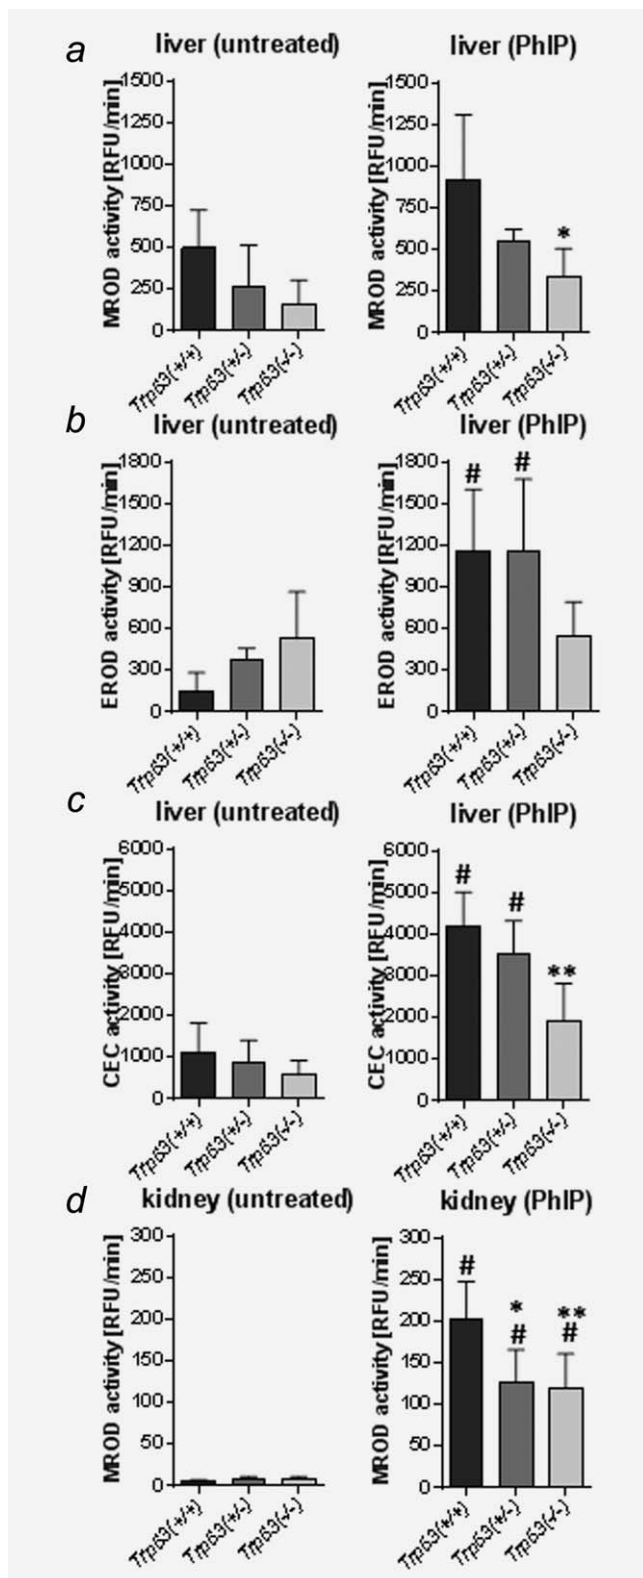 a
liver (untreated)
liver (PhIP)
MROD activity [RFU/min]
1500
1250
1000
750
500
250
0
Trp53(+/+)
Trp53(+/-)
Trp53(-/-)
MROD activity [RFU/min]
1500
1250
1000
750
500
250
0
*
Trp53(+/+)
Trp53(+/-)
Trp53(-/-)
b
liver (untreated)
liver (PhIP)
EROD activity [RFU/min]
1800
1500
1200
900
600
300
0
Trp53(+/+)
Trp53(+/-)
Trp53(-/-)
EROD activity [RFU/min]
1800
1500
1200
900
600
300
0
# #
Trp53(+/+)
Trp53(+/-)
Trp53(-/-)
c
liver (untreated)
liver (PhIP)
CEC activity [RFU/min]
6000
5000
4000
3000
2000
1000
0
Trp53(+/+)
Trp53(+/-)
Trp53(-/-)
CEC activity [RFU/min]
6000
5000
4000
3000
2000
1000
0
# # **
Trp53(+/+)
Trp53(+/-)
Trp53(-/-)
d
kidney (untreated)
kidney (PhIP)
MROD activity [RFU/min]
300
250
200
150
100
50
0
Trp53(+/+)
Trp53(+/-)
Trp53(-/-)
MROD activity [RFU/min]
300
250
200
150
100
50
0
#
* **
# #
Trp53(+/+)
Trp53(+/-)
Trp53(-/-)